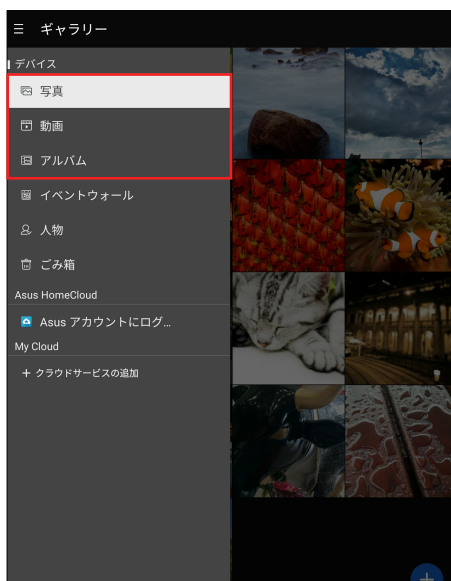 ギャラリー
デバイス
写真
動画
アルバム
イベントウォール
人物
ごみ箱
Asus HomeCloud
Asus アカウントにログ...
My Cloud
+ クラウドサービスの追加